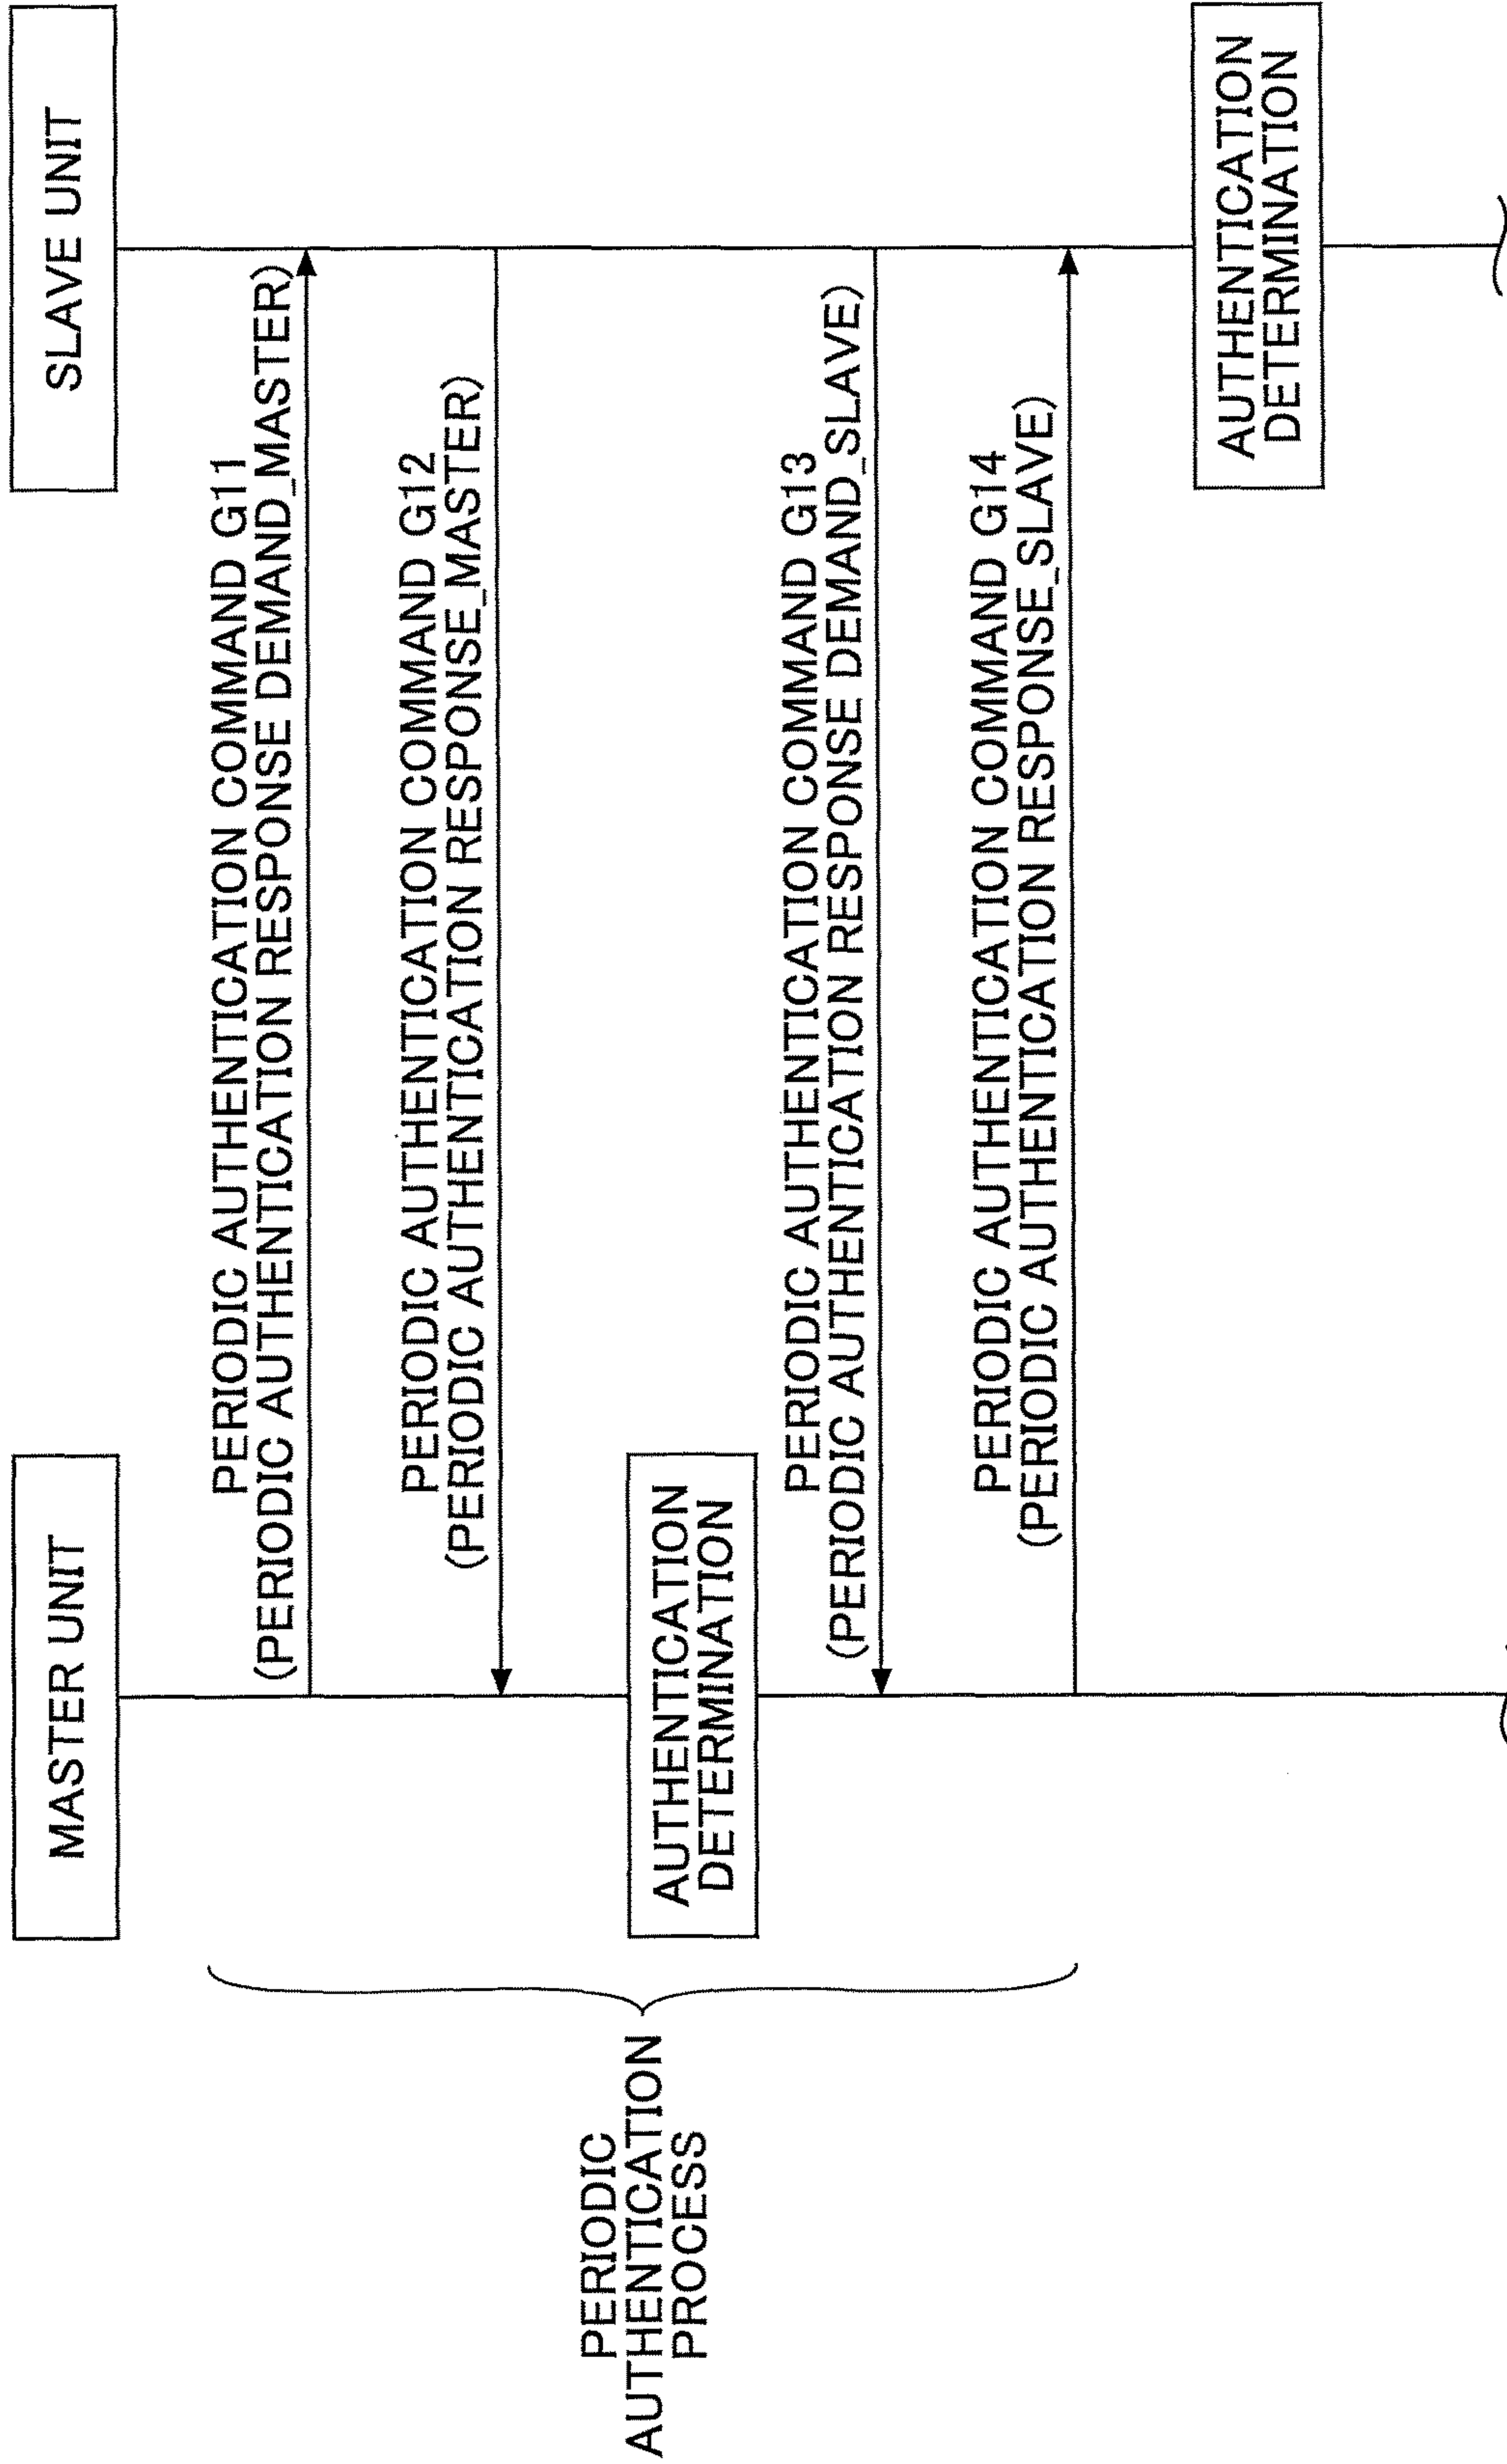 MASTER UNIT
SLAVE UNIT
PERIODIC AUTHENTICATION COMMAND G11
(PERIODIC AUTHENTICATION RESPONSE DEMAND_MASTER)
PERIODIC AUTHENTICATION COMMAND G12
(PERIODIC AUTHENTICATION RESPONSE_MASTER)
PERIODIC
AUTHENTICATION
PROCESS
AUTHENTICATION
DETERMINATION
PERIODIC AUTHENTICATION COMMAND G13
(PERIODIC AUTHENTICATION RESPONSE DEMAND_SLAVE)
PERIODIC AUTHENTICATION COMMAND G14
(PERIODIC AUTHENTICATION RESPONSE_SLAVE)
AUTHENTICATION
DETERMINATION